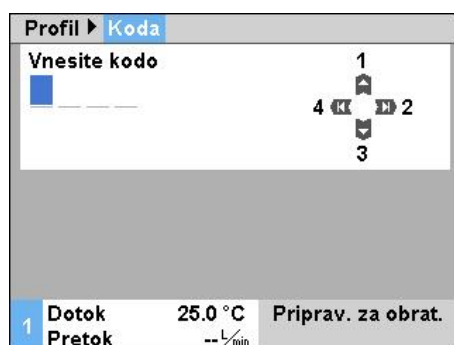 Profil ▶ Koda
Vnesite kodo
1
4 2
3
1
Dotok 25.0 °C Priprav. za obrat.
Pretok -- L/min